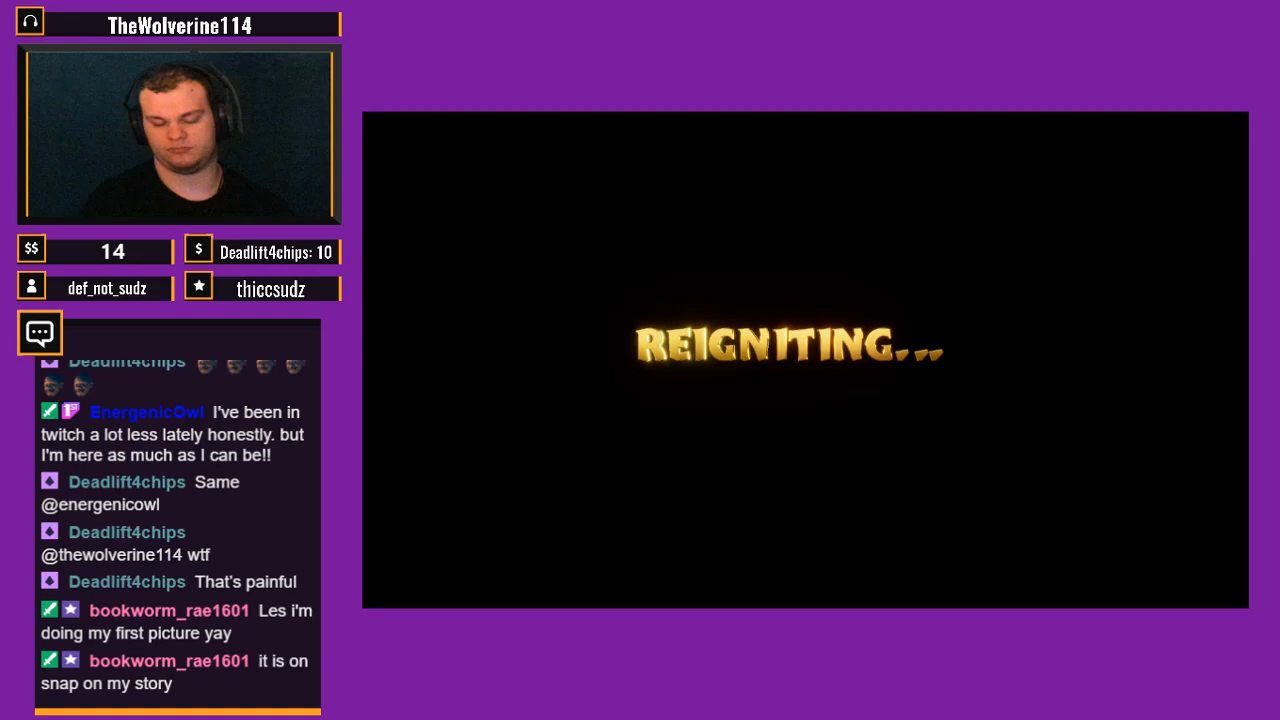 TheWolverine114
$$ 14
$ Deadlift4chips: 10
def_not_sudz
thiccsudz
Deadlift4chips
EnergenicOwl I've been in
twitch a lot less lately honestly. but
I'm here as much as I can be!!
Deadlift4chips Same
@energenicowl
Deadlift4chips
@thewolverine114 wtf
Deadlift4chips That's painful
bookworm_rae1601 Les i'm
doing my first picture yay
bookworm_rae1601 it is on
snap on my story
REIGNITING...